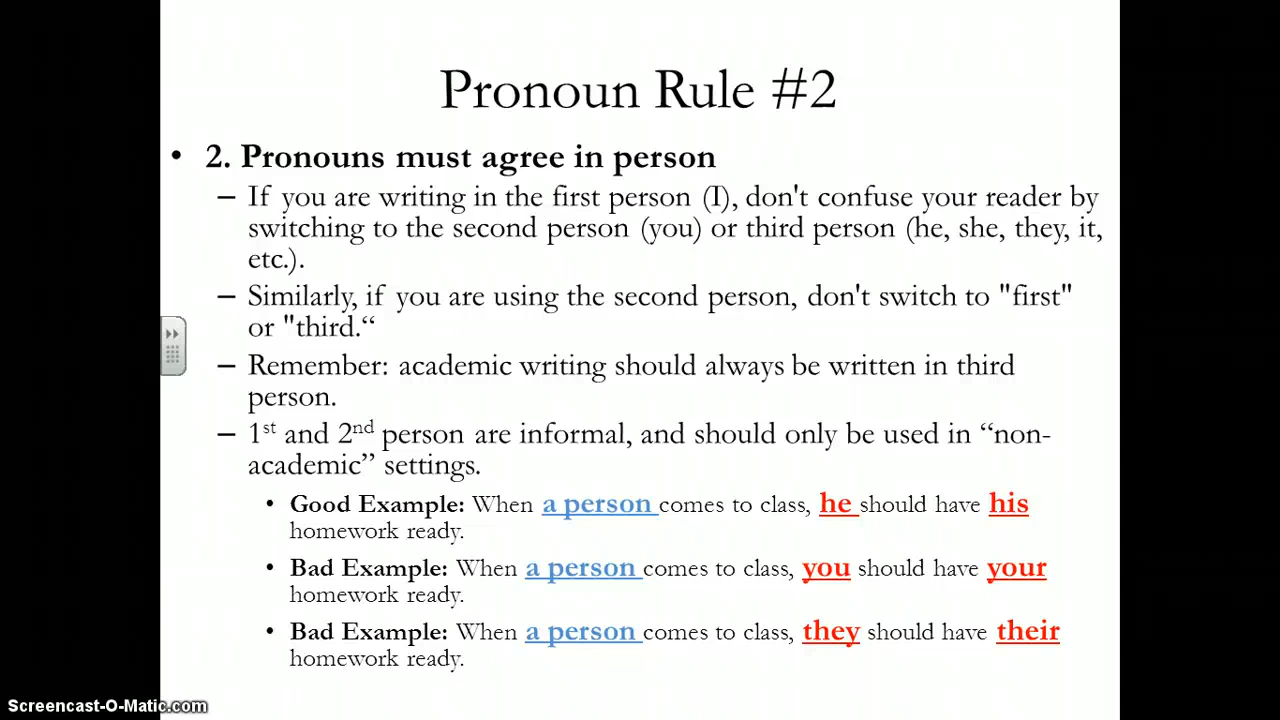 Pronoun Rule #2
• 2. Pronouns must agree in person
– If you are writing in the first person (I), don't confuse your reader by
switching to the second person (you) or third person (he, she, they, it,
etc.).
– Similarly, if you are using the second person, don't switch to "first"
or "third.“
– Remember: academic writing should always be written in third
person.
– 1st and 2nd person are informal, and should only be used in “non-
academic” settings.
• Good Example: When a person comes to class, he should have his
homework ready.
• Bad Example: When a person comes to class, you should have your
homework ready.
• Bad Example: When a person comes to class, they should have their
homework ready.
Screencast-O-Matic.com